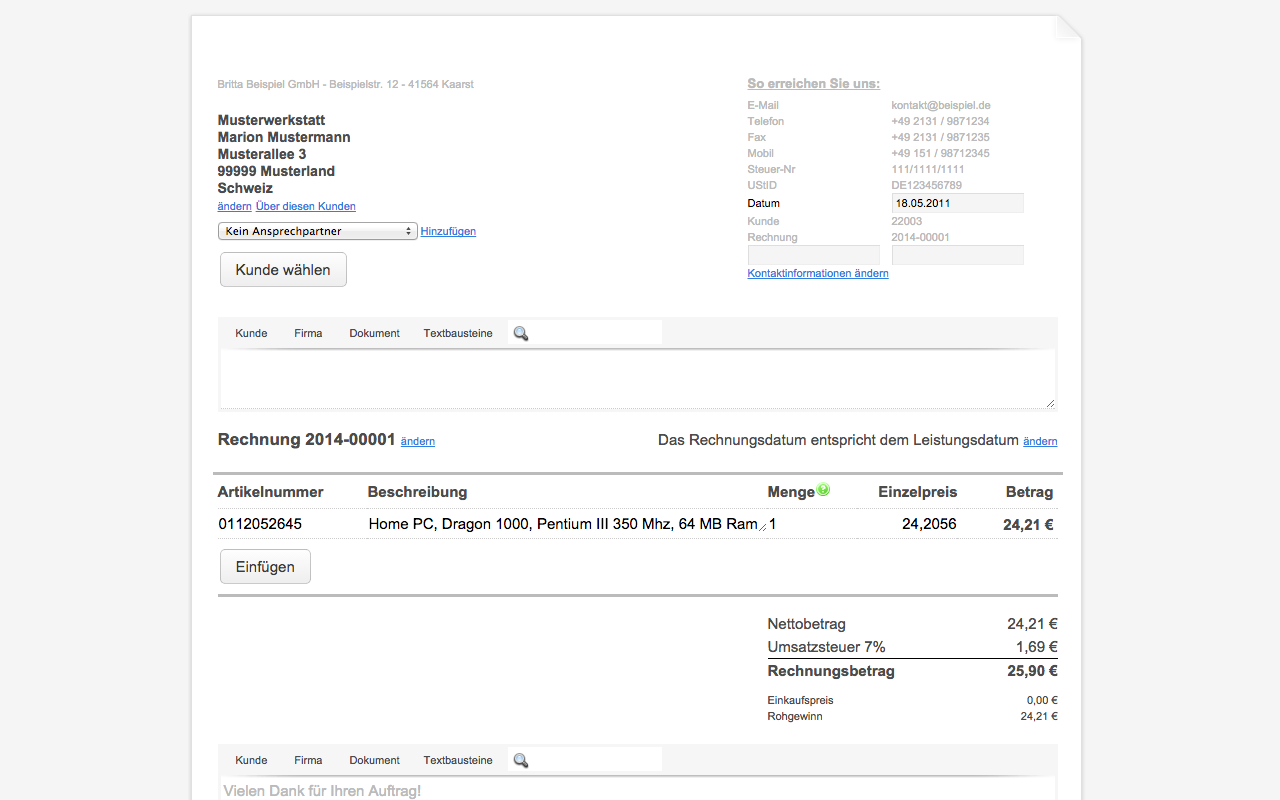 Britta Beispiel GmbH - Beispielstr. 12 - 41564 Kaarst
Musterwerkstatt
Marion Mustermann
Musterallee 3
99999 Musterland
Schweiz
ändern Über diesen Kunden
Kein Ansprechpartner Hinzufügen
Kunde wählen
So erreichen Sie uns:
E-Mail kontakt@beispiel.de
Telefon +49 2131 / 9871234
Fax +49 2131 / 9871235
Mobil +49 151 / 98712345
Steuer-Nr 111/1111/1111
UStID DE123456789
Datum 18.05.2011
Kunde 22003
Rechnung 2014-00001
Kontaktinformationen ändern
Kunde Firma Dokument Textbausteine
Rechnung 2014-00001 ändern Das Rechnungsdatum entspricht dem Leistungsdatum ändern
Artikelnummer Beschreibung Menge Einzelpreis Betrag
0112052645 Home PC, Dragon 1000, Pentium III 350 Mhz, 64 MB Ram 1 24,2056 24,21 €
Einfügen
Nettobetrag 24,21 €
Umsatzsteuer 7% 1,69 €
Rechnungsbetrag 25,90 €
Einkaufspreis 0,00 €
Rohgewinn 24,21 €
Kunde Firma Dokument Textbausteine
Vielen Dank für Ihren Auftrag!